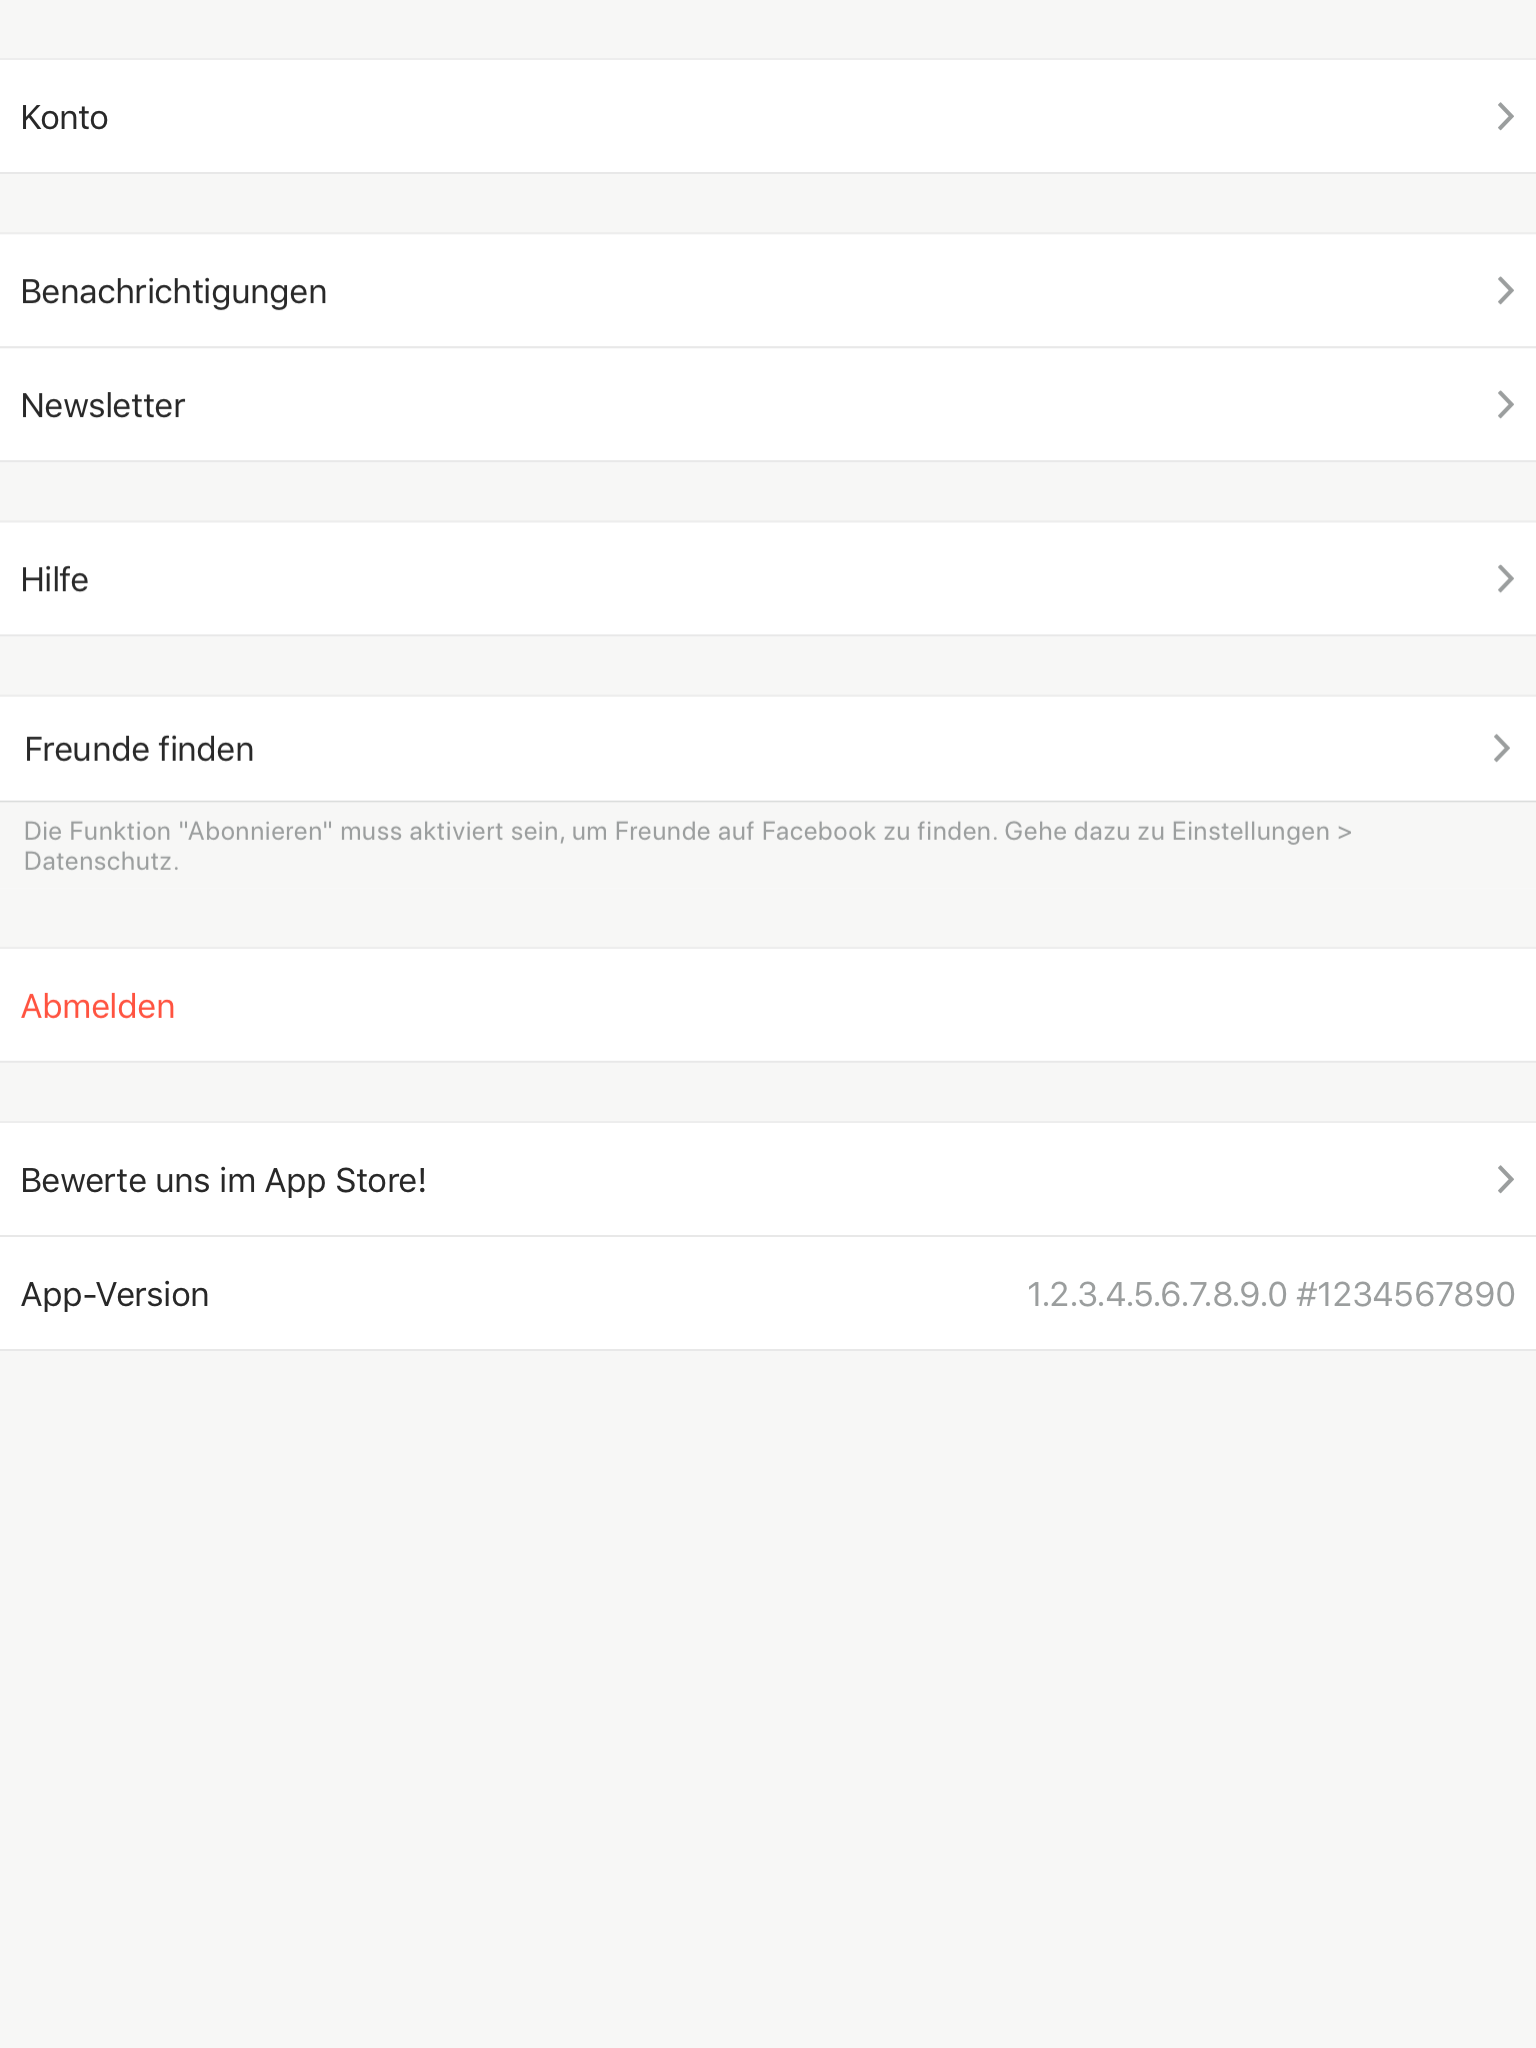 Konto
Benachrichtigungen
Newsletter
Hilfe
Freunde finden
Die Funktion "Abonnieren" muss aktiviert sein, um Freunde auf Facebook zu finden. Gehe dazu zu Einstellungen >
Datenschutz.
Abmelden
Bewerte uns im App Store!
App-Version 1.2.3.4.5.6.7.8.9.0 #1234567890